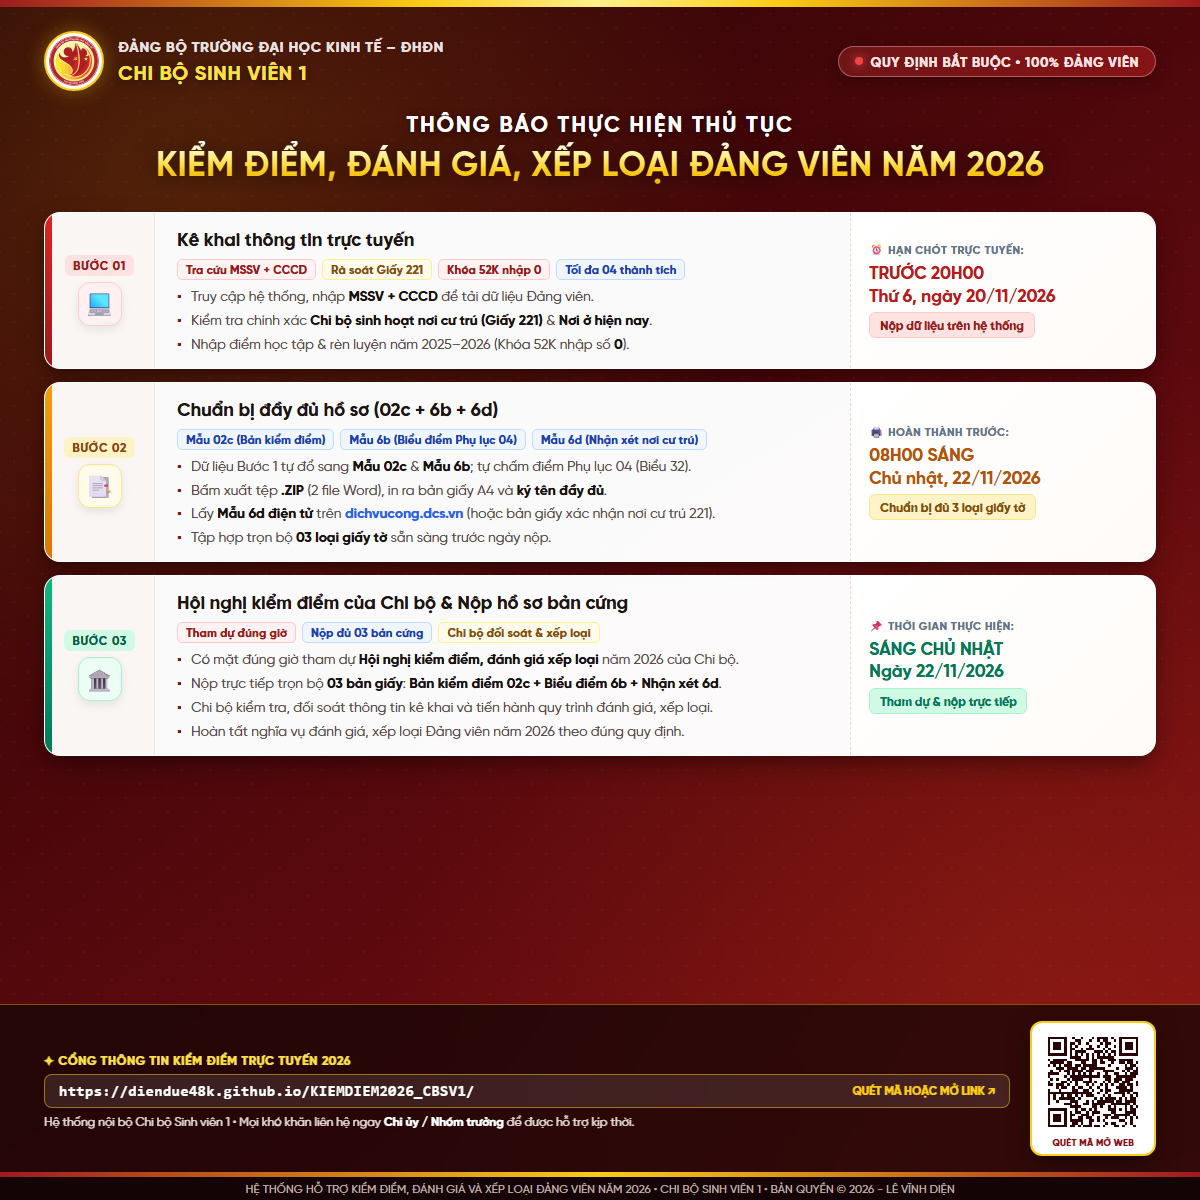 ĐẢNG BỘ TRƯỜNG ĐẠI HỌC KINH TẾ – ĐHĐN
CHI BỘ SINH VIÊN 1
QUY ĐỊNH BẮT BUỘC • 100% ĐẢNG VIÊN
THÔNG BÁO THỰC HIỆN THỦ TỤC
KIỂM ĐIỂM, ĐÁNH GIÁ, XẾP LOẠI ĐẢNG VIÊN NĂM 2026
BƯỚC 01
Kê khai thông tin trực tuyến
Tra cứu MSSV + CCCD
Rà soát Giấy 221
Khóa 52K nhập 0
Tối đa 04 thành tích
Truy cập hệ thống, nhập MSSV + CCCD để tải dữ liệu Đảng viên.
Kiểm tra chính xác Chi bộ sinh hoạt nơi cư trú (Giấy 221) & Nơi ở hiện nay.
Nhập điểm học tập & rèn luyện năm 2025–2026 (Khóa 52K nhập số 0).
HẠN CHÓT TRỰC TUYẾN:
TRƯỚC 20H00
Thứ 6, ngày 20/11/2026
Nộp dữ liệu trên hệ thống
BƯỚC 02
Chuẩn bị đầy đủ hồ sơ (02c + 6b + 6d)
Mẫu 02c (Bản kiểm điểm)
Mẫu 6b (Biểu điểm Phụ lục 04)
Mẫu 6d (Nhận xét nơi cư trú)
Dữ liệu Bước 1 tự đổ sang Mẫu 02c & Mẫu 6b; tự chấm điểm Phụ lục 04 (Biểu 32).
Bấm xuất tệp .ZIP (2 file Word), in ra bản giấy A4 và ký tên đầy đủ.
Lấy Mẫu 6d điện tử trên dichvucong.dcs.vn (hoặc bản giấy xác nhận nơi cư trú 221).
Tập hợp trọn bộ 03 loại giấy tờ sẵn sàng trước ngày nộp.
HOÀN THÀNH TRƯỚC:
08H00 SÁNG
Chủ nhật, 22/11/2026
Chuẩn bị đủ 3 loại giấy tờ
BƯỚC 03
Hội nghị kiểm điểm của Chi bộ & Nộp hồ sơ bản cứng
Tham dự đúng giờ
Nộp đủ 03 bản cứng
Chi bộ đối soát & xếp loại
Có mặt đúng giờ tham dự Hội nghị kiểm điểm, đánh giá xếp loại năm 2026 của Chi bộ.
Nộp trực tiếp trọn bộ 03 bản giấy: Bản kiểm điểm 02c + Biểu điểm 6b + Nhận xét 6d.
Chi bộ kiểm tra, đối soát thông tin kê khai và tiến hành quy trình đánh giá, xếp loại.
Hoàn tất nghĩa vụ đánh giá, xếp loại Đảng viên năm 2026 theo đúng quy định.
THỜI GIAN THỰC HIỆN:
SÁNG CHỦ NHẬT
Ngày 22/11/2026
Tham dự & nộp trực tiếp
✦ CỔNG THÔNG TIN KIỂM ĐIỂM TRỰC TUYẾN 2026
https://diendue48k.github.io/KIEMDIEM2026_CBSV1/
QUÉT MÃ HOẶC MỞ LINK ↗
Hệ thống nội bộ Chi bộ Sinh viên 1 • Mọi khó khăn liên hệ ngay Chi ủy / Nhóm trưởng để được hỗ trợ kịp thời.
QUÉT MÃ MỞ WEB
HỆ THỐNG HỖ TRỢ KIỂM ĐIỂM, ĐÁNH GIÁ VÀ XẾP LOẠI ĐẢNG VIÊN NĂM 2026 • CHI BỘ SINH VIÊN 1 • BẢN QUYỀN © 2026 – LÊ VĨNH DIỆN